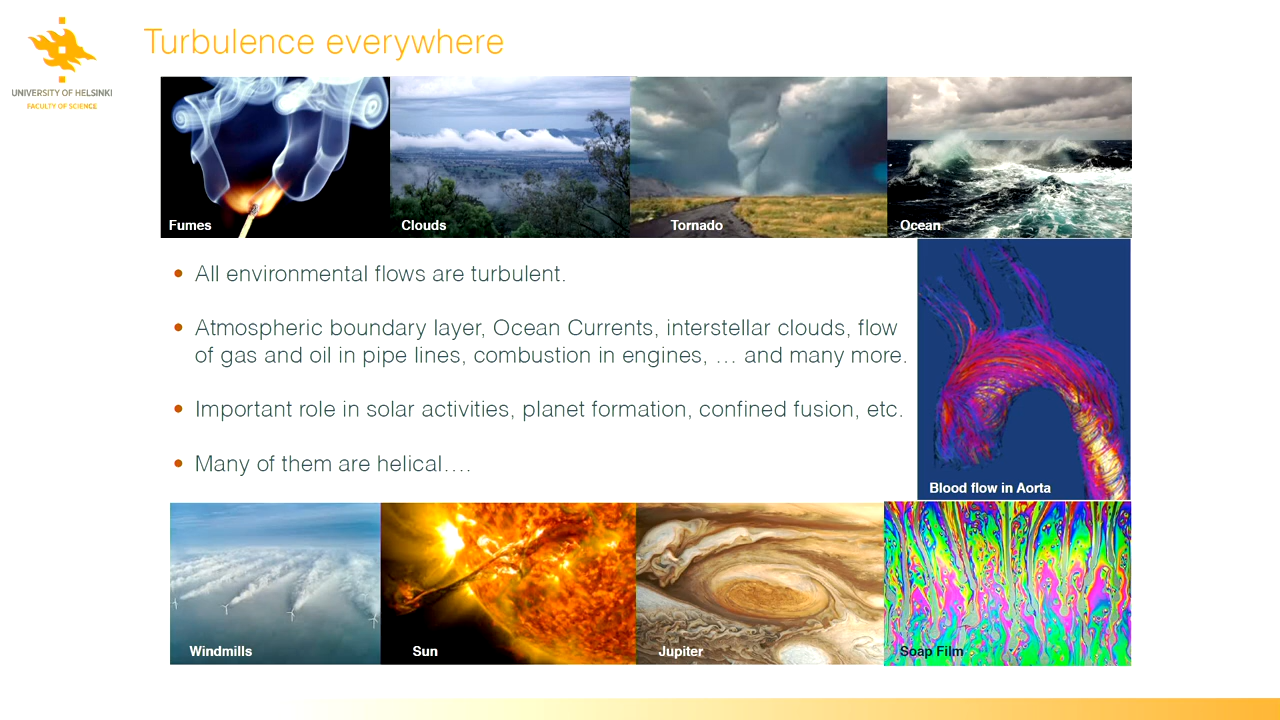 Turbulence everywhere
UNIVERSITY OF HELSINKI
FACULTY OF SCIENCE
Fumes
Clouds
Tornado
Ocean
• All environmental flows are turbulent.
• Atmospheric boundary layer, Ocean Currents, interstellar clouds, flow
of gas and oil in pipe lines, combustion in engines, … and many more.
• Important role in solar activities, planet formation, confined fusion, etc.
• Many of them are helical….
Blood flow in Aorta
Windmills
Sun
Jupiter
Soap Film